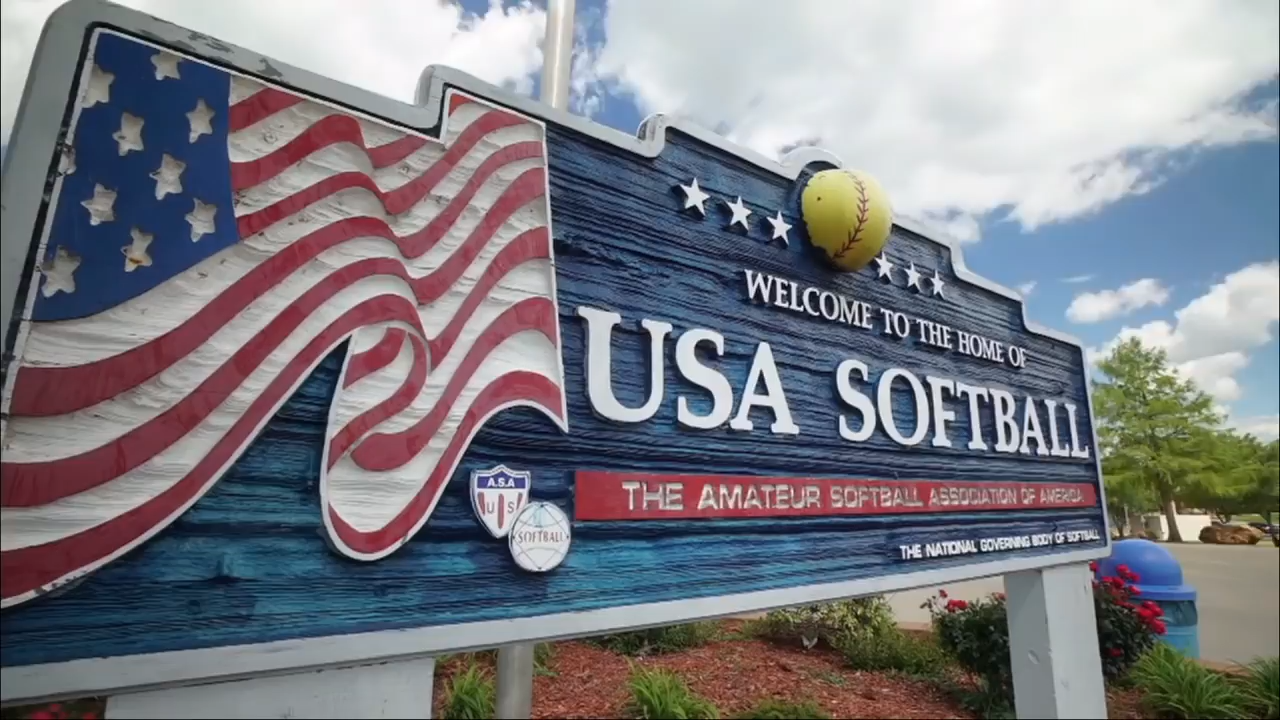 WELCOME TO THE HOME OF
USA SOFTBALL
THE AMATEUR SOFTBALL ASSOCIATION OF AMERICA
THE NATIONAL GOVERNING BODY OF SOFTBALL
A.S.A
US
SOFTBALL